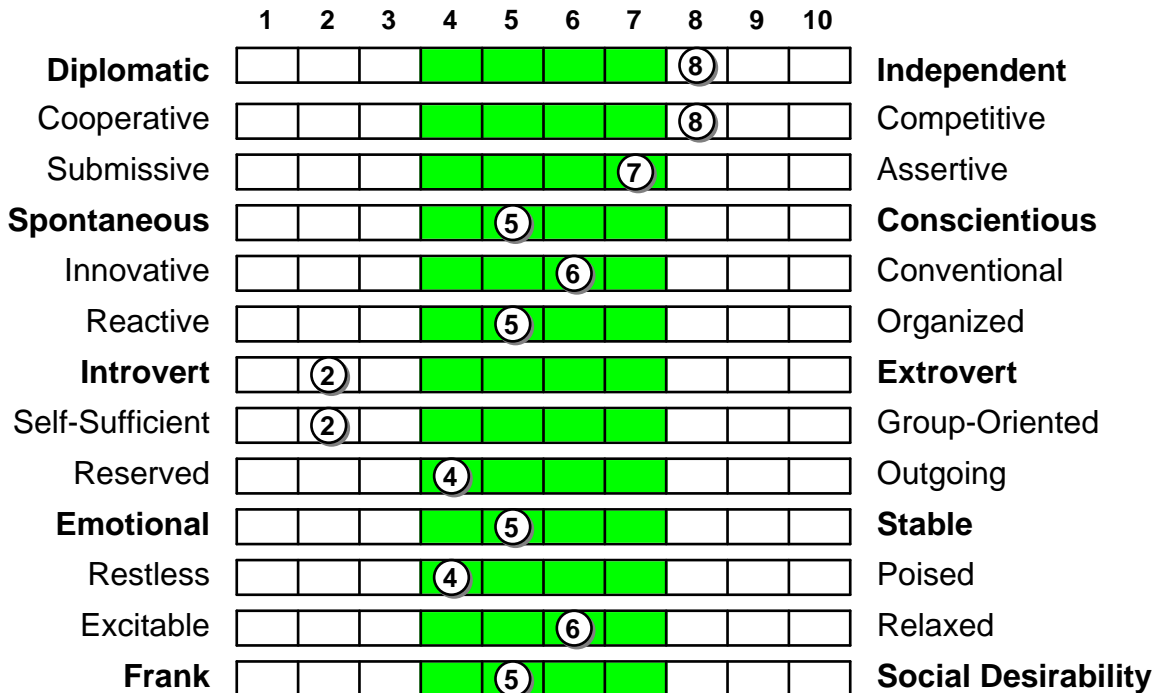 1 2 3 4 5 6 7 8 9 10
Diplomatic 8 Independent
Cooperative 8 Competitive
Submissive 7 Assertive
Spontaneous 5 Conscientious
Innovative 6 Conventional
Reactive 5 Organized
Introvert 2 Extrovert
Self-Sufficient 2 Group-Oriented
Reserved 4 Outgoing
Emotional 5 Stable
Restless 4 Poised
Excitable 6 Relaxed
Frank 5 Social Desirability